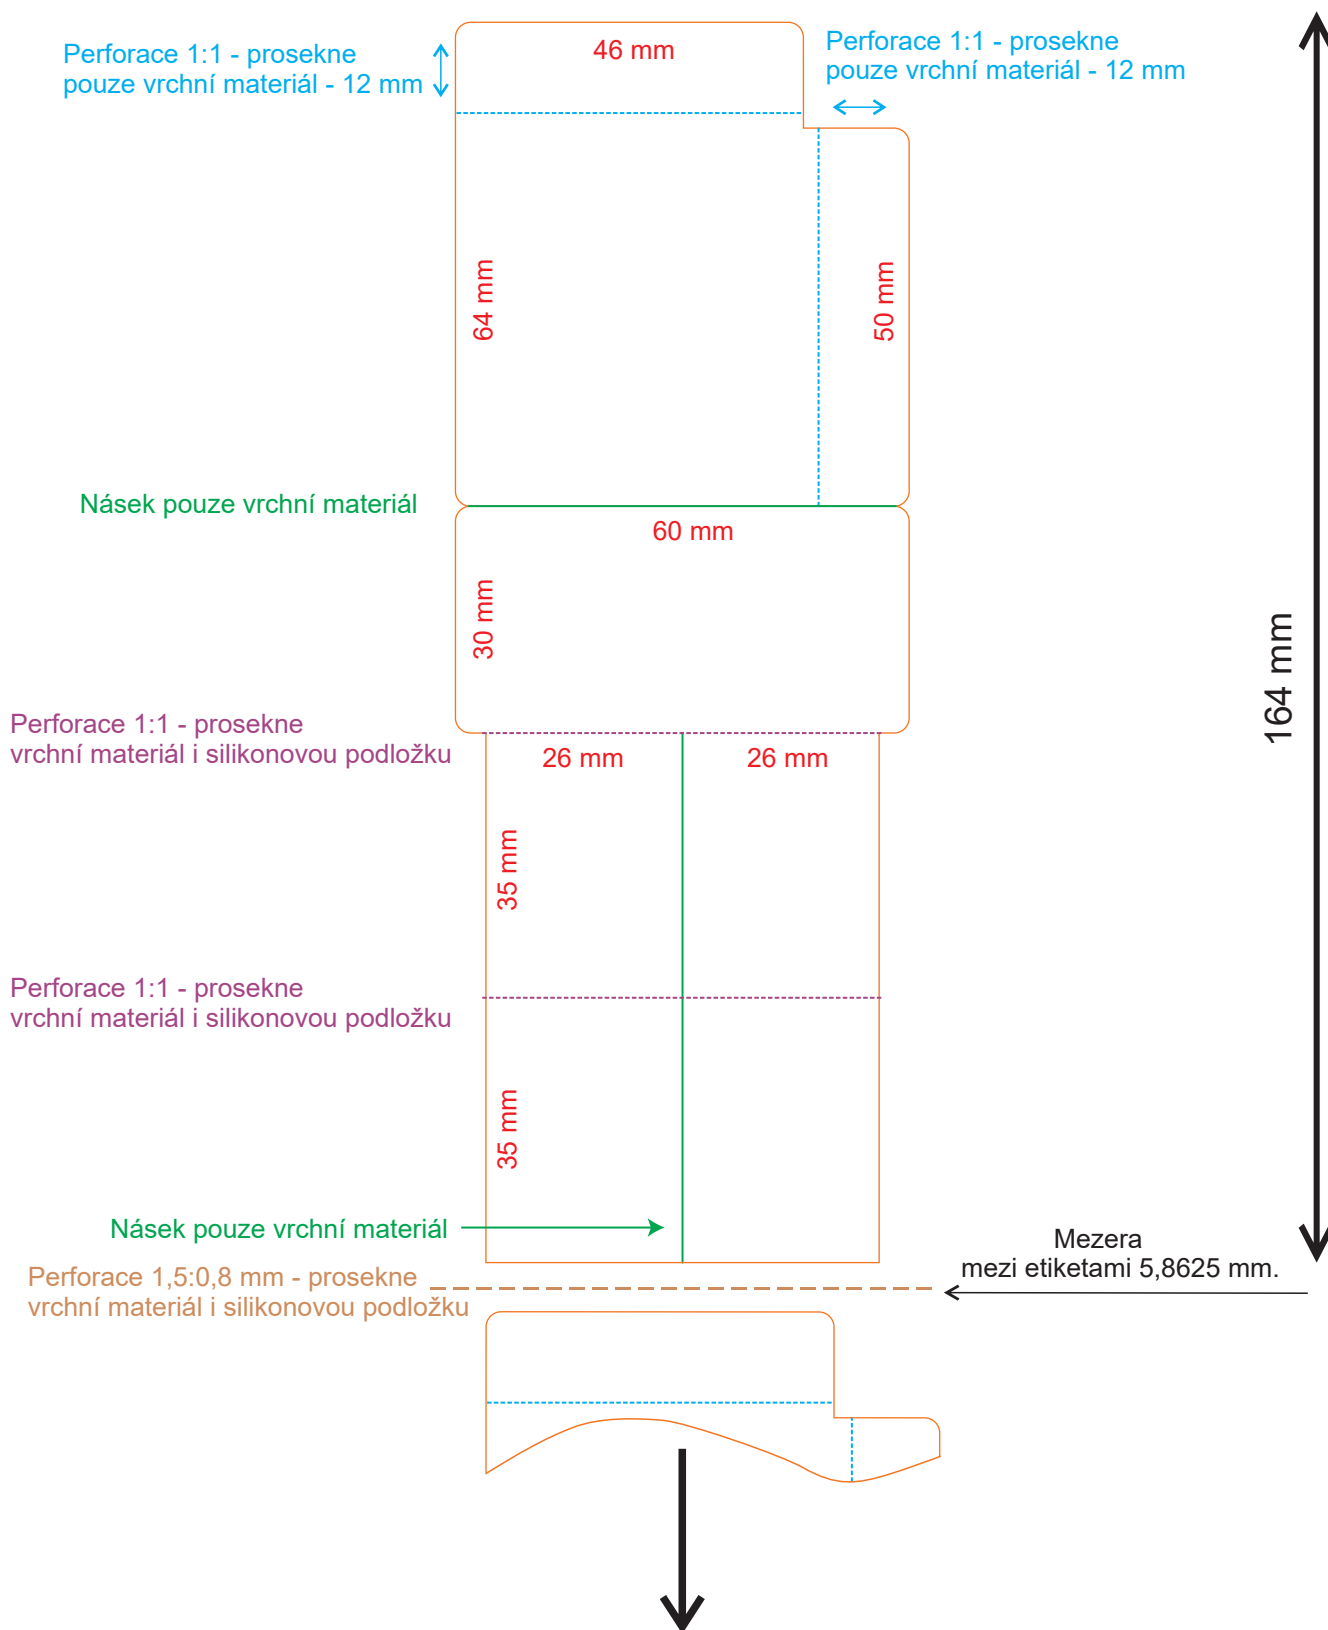 Perforace 1:1 - prosekne
pouze vrchní materiál - 12 mm
46 mm
Perforace 1:1 - prosekne
pouze vrchní materiál - 12 mm
64 mm
50 mm
Násek pouze vrchní materiál
60 mm
30 mm
164 mm
Perforace 1:1 - prosekne
vrchní materiál i silikonovou podložku
26 mm
26 mm
35 mm
Perforace 1:1 - prosekne
vrchní materiál i silikonovou podložku
35 mm
Násek pouze vrchní materiál
Mezera
mezi etiketami 5,8625 mm.
Perforace 1,5:0,8 mm - prosekne
vrchní materiál i silikonovou podložku